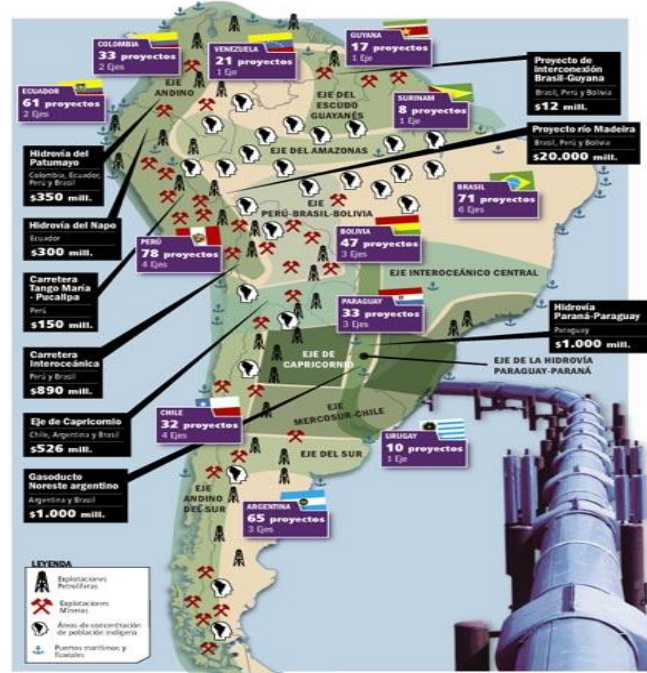 COLOMBIA
33 proyectos
2 Ejes
VENEZUELA
21 proyectos
1 Eje
GUYANA
17 proyectos
1 Eje
Proyecto de
Interconexión
Brasil-Guyana
Brasil, Perú y Bolivia
$12 mill.
ECUADOR
61 proyectos
2 Ejes
EJE
ANDINO
EJE DEL
ESCUDO
GUAYANÉS
SURINAM
8 proyectos
1 Eje
Hidrovía del
Putumayo
Colombia, Ecuador,
Perú y Brasil
$350 mill.
EJE DEL AMAZONAS
Proyecto río Madeira
Brasil, Perú y Bolivia
$20.000 mill.
BRASIL
71 proyectos
6 Ejes
Hidrovía del Napo
Ecuador
$300 mill.
EJE
PERÚ-BRASIL-BOLIVIA
PERÚ
78 proyectos
4 Ejes
BOLIVIA
47 proyectos
3 Ejes
Carretera
Tango María
- Pucallpa
Perú
$150 mill.
EJE INTEROCEÁNICO CENTRAL
PARAGUAY
33 proyectos
3 Ejes
Hidrovía
Paraná-Paraguay
Paraguay
$1.000 mill.
Carretera
Interoceánica
Perú y Brasil
$890 mill.
EJE DE
CAPRICORNIO
EJE DE LA HIDROVÍA
PARAGUAY-PARANÁ
Eje de Capricornio
Chile, Argentina y Brasil
$526 mill.
CHILE
32 proyectos
4 Ejes
EJE
MERCOSUR-CHILE
URUGAY
10 proyectos
1 Eje
EJE DEL SUR
Gasoducto
Noreste argentino
Argentina y Brasil
$1.000 mill.
EJE
ANDINO
DEL SUR
ARGENTINA
65 proyectos
3 Ejes
LEYENDA
Explotaciones
Petrolíferas
Explotaciones
Mineras
Áreas de concentración
de población indígena
Puertos marítimos y
fluviales